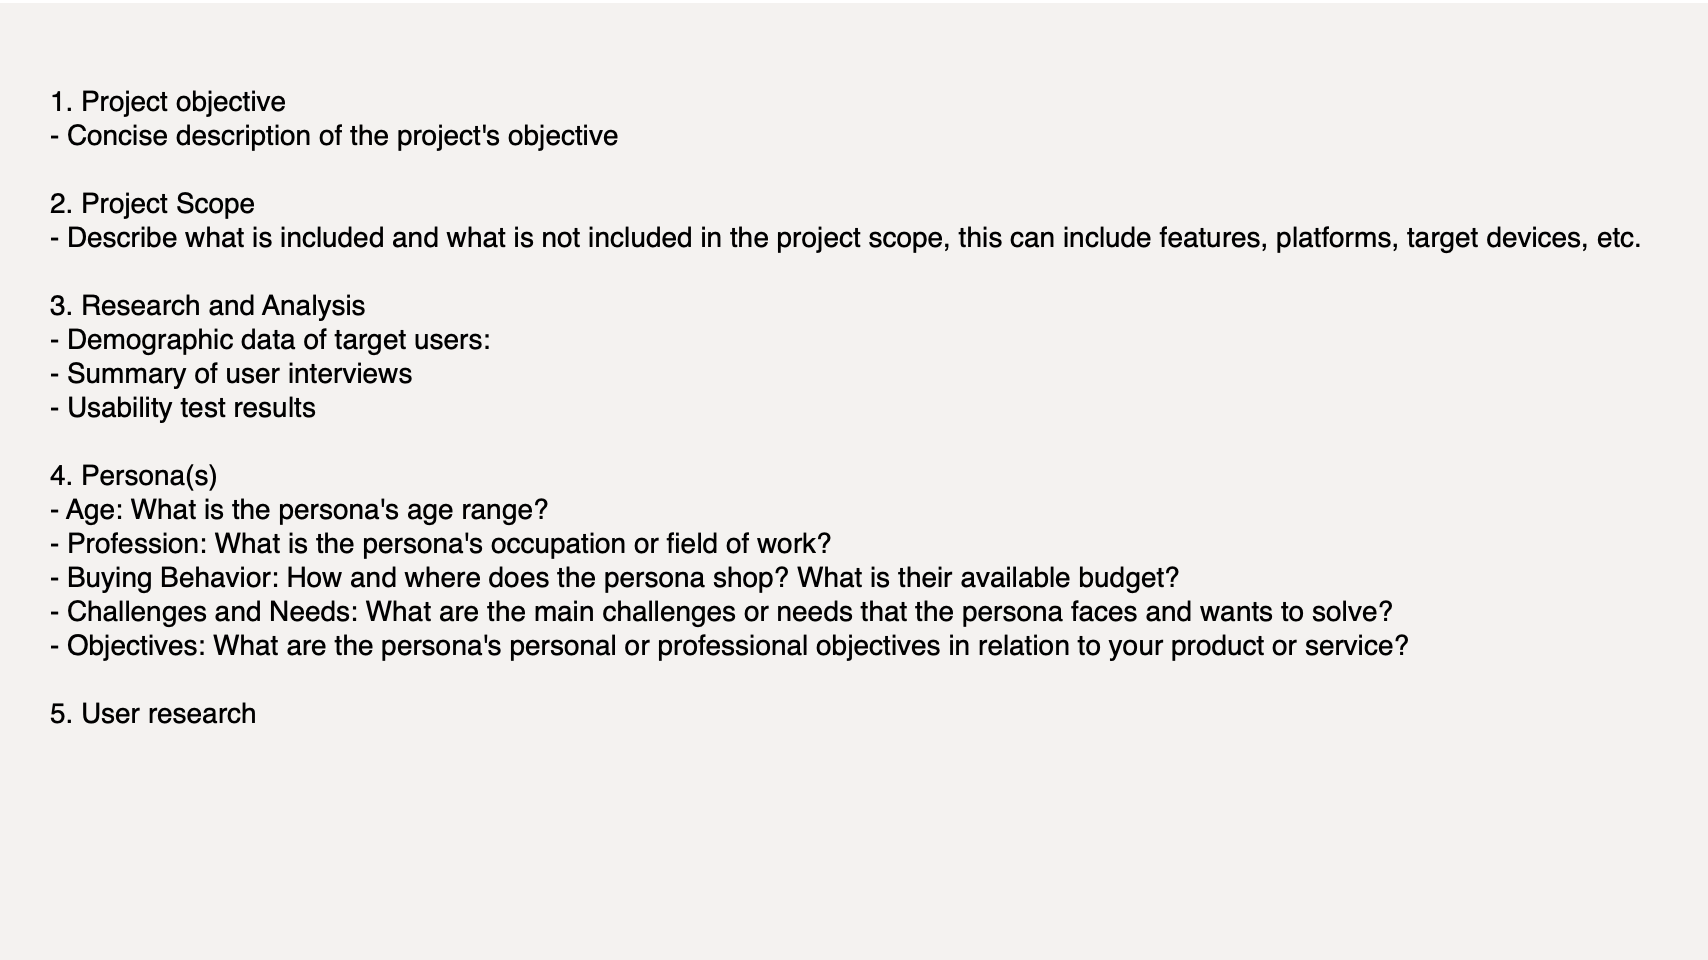 1. Project objective
- Concise description of the project's objective
2. Project Scope
- Describe what is included and what is not included in the project scope, this can include features, platforms, target devices, etc.
3. Research and Analysis
- Demographic data of target users:
- Summary of user interviews
- Usability test results
4. Persona(s)
- Age: What is the persona's age range?
- Profession: What is the persona's occupation or field of work?
- Buying Behavior: How and where does the persona shop? What is their available budget?
- Challenges and Needs: What are the main challenges or needs that the persona faces and wants to solve?
- Objectives: What are the persona's personal or professional objectives in relation to your product or service?
5. User research